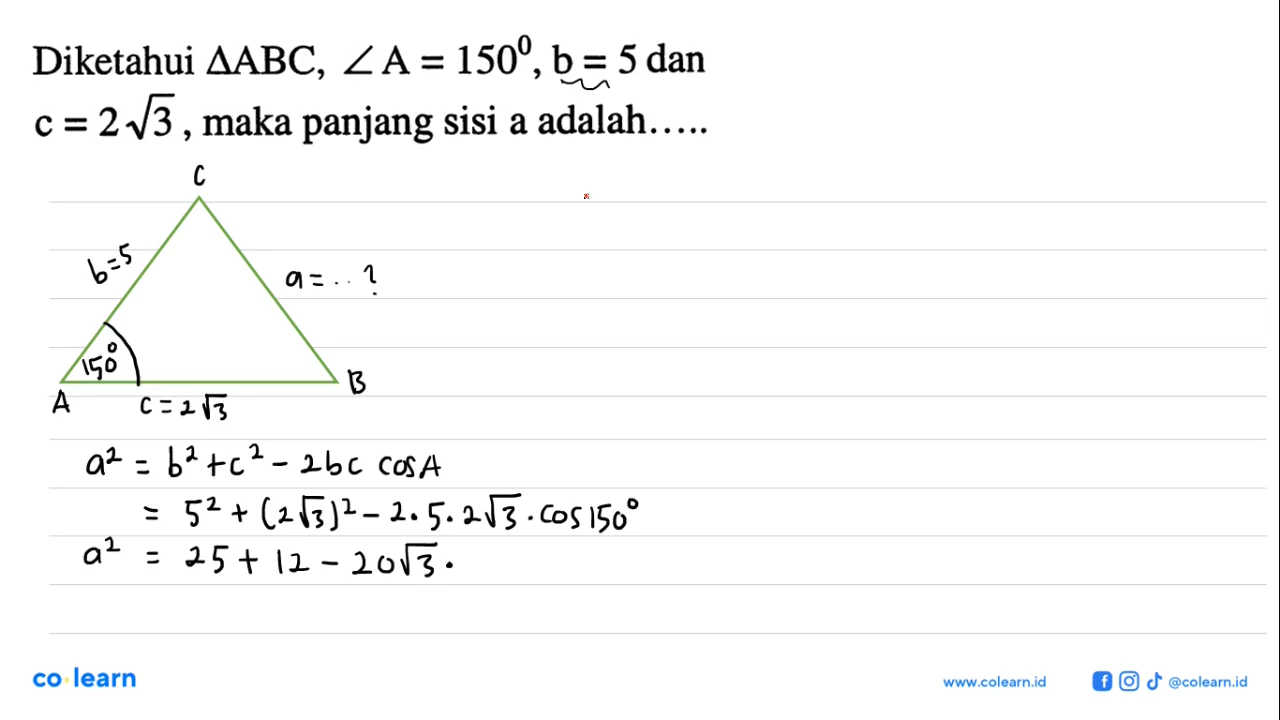 Diketahui ΔABC, ∠A = 150⁰, b = 5 dan
c = 2√3, maka panjang sisi a adalah.....
C
b=5
a = .. ?
150°
A
B
c = 2√3
a² = b² + c² - 2bc cos A
= 5² + (2√3)² - 2·5·2√3 · cos 150°
a² = 25 + 12 - 20√3 ·
co learn
www.colearn.id
@colearn.id